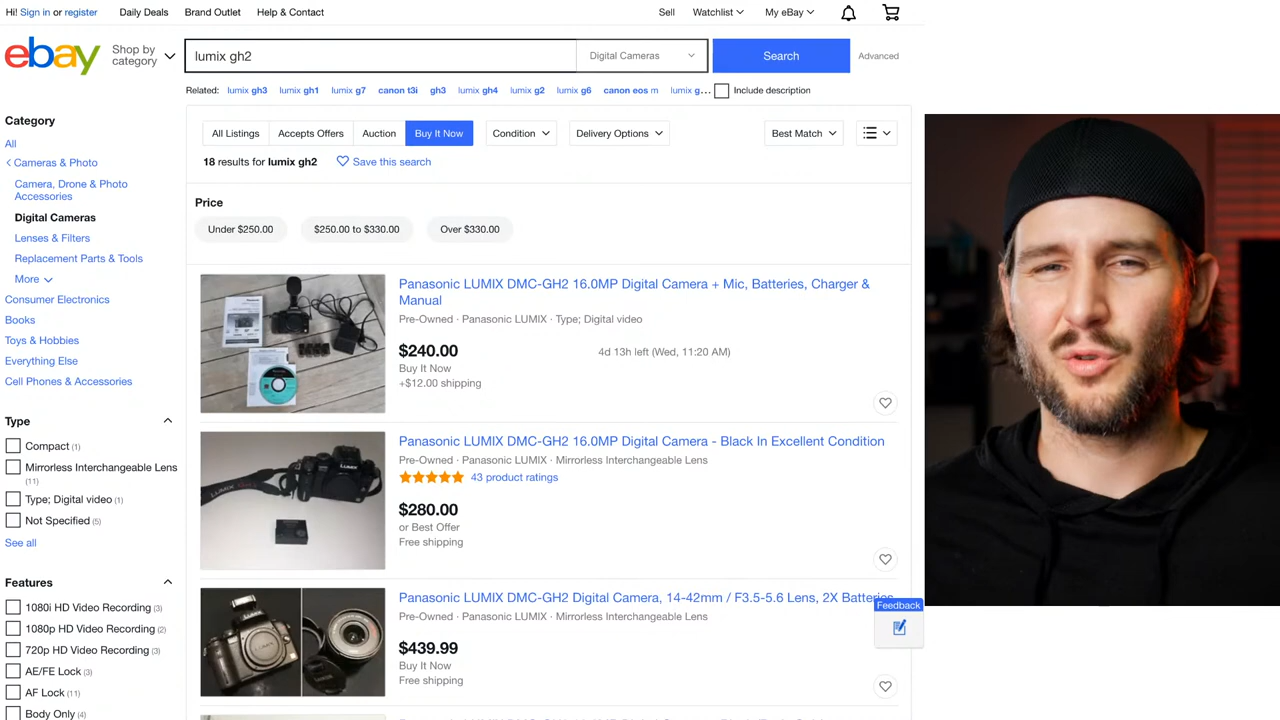 Hi! Sign in or register
Daily Deals
Brand Outlet
Help & Contact
Sell
Watchlist
My eBay
ebay
Shop by
category
lumix gh2
Digital Cameras
Search
Advanced
Related: lumix gh3 lumix gh1 lumix g7 canon t3i gh3 lumix gh4 lumix g2 lumix g6 canon eos m lumix g...
Include description
Category
All
Cameras & Photo
Camera, Drone & Photo
Accessories
Digital Cameras
Lenses & Filters
Replacement Parts & Tools
More
Consumer Electronics
Books
Toys & Hobbies
Everything Else
Cell Phones & Accessories
Type
Compact (1)
Mirrorless Interchangeable Lens
(11)
Type; Digital video (1)
Not Specified (5)
See all
Features
1080i HD Video Recording (3)
1080p HD Video Recording (2)
720p HD Video Recording (3)
AE/FE Lock (3)
AF Lock (11)
Body Only (4)
All Listings
Accepts Offers
Auction
Buy It Now
Condition
Delivery Options
Best Match
18 results for lumix gh2
Save this search
Price
Under $250.00
$250.00 to $330.00
Over $330.00
Panasonic LUMIX DMC-GH2 16.0MP Digital Camera + Mic, Batteries, Charger &
Manual
Pre-Owned · Panasonic LUMIX · Type; Digital video
$240.00
4d 13h left (Wed, 11:20 AM)
Buy It Now
+$12.00 shipping
Panasonic LUMIX DMC-GH2 16.0MP Digital Camera - Black In Excellent Condition
Pre-Owned · Panasonic LUMIX · Mirrorless Interchangeable Lens
43 product ratings
$280.00
or Best Offer
Free shipping
Panasonic LUMIX DMC-GH2 Digital Camera, 14-42mm / F3.5-5.6 Lens, 2X Batteries
Pre-Owned · Panasonic LUMIX · Mirrorless Interchangeable Lens
$439.99
Buy It Now
Free shipping
Feedback